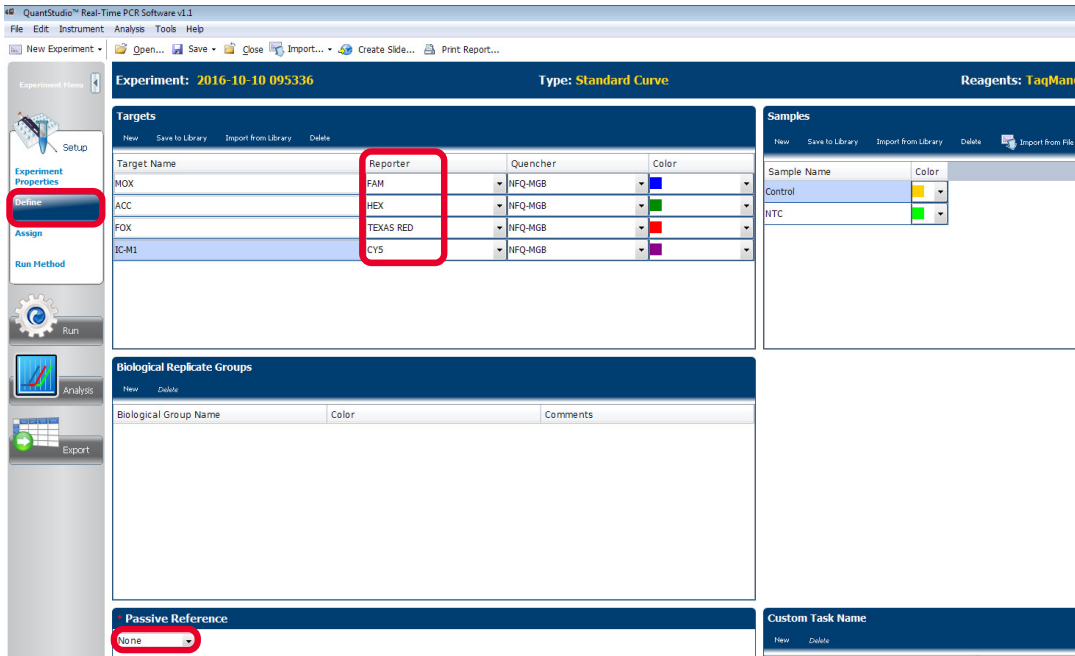 QuantStudio™ Real-Time PCR Software v1.1
File Edit Instrument Analysis Tools Help
New Experiment Open... Save Close Import... Create Slide... Print Report...
Experiment Menu
Experiment: 2016-10-10 095336 Type: Standard Curve Reagents: TaqMan
Setup
Experiment
Properties
Define
Assign
Run Method
Run
Analysis
Export
Targets
New Save to Library Import from Library Delete
Target Name Reporter Quencher Color
MOX FAM NFQ-MGB
ACC HEX NFQ-MGB
FOX TEXAS RED NFQ-MGB
IC-M1 CY5 NFQ-MGB
Samples
New Save to Library Import from Library Delete Import from File
Sample Name Color
Control
NTC
Biological Replicate Groups
New Delete
Biological Group Name Color Comments
* Passive Reference
None
Custom Task Name
New Delete